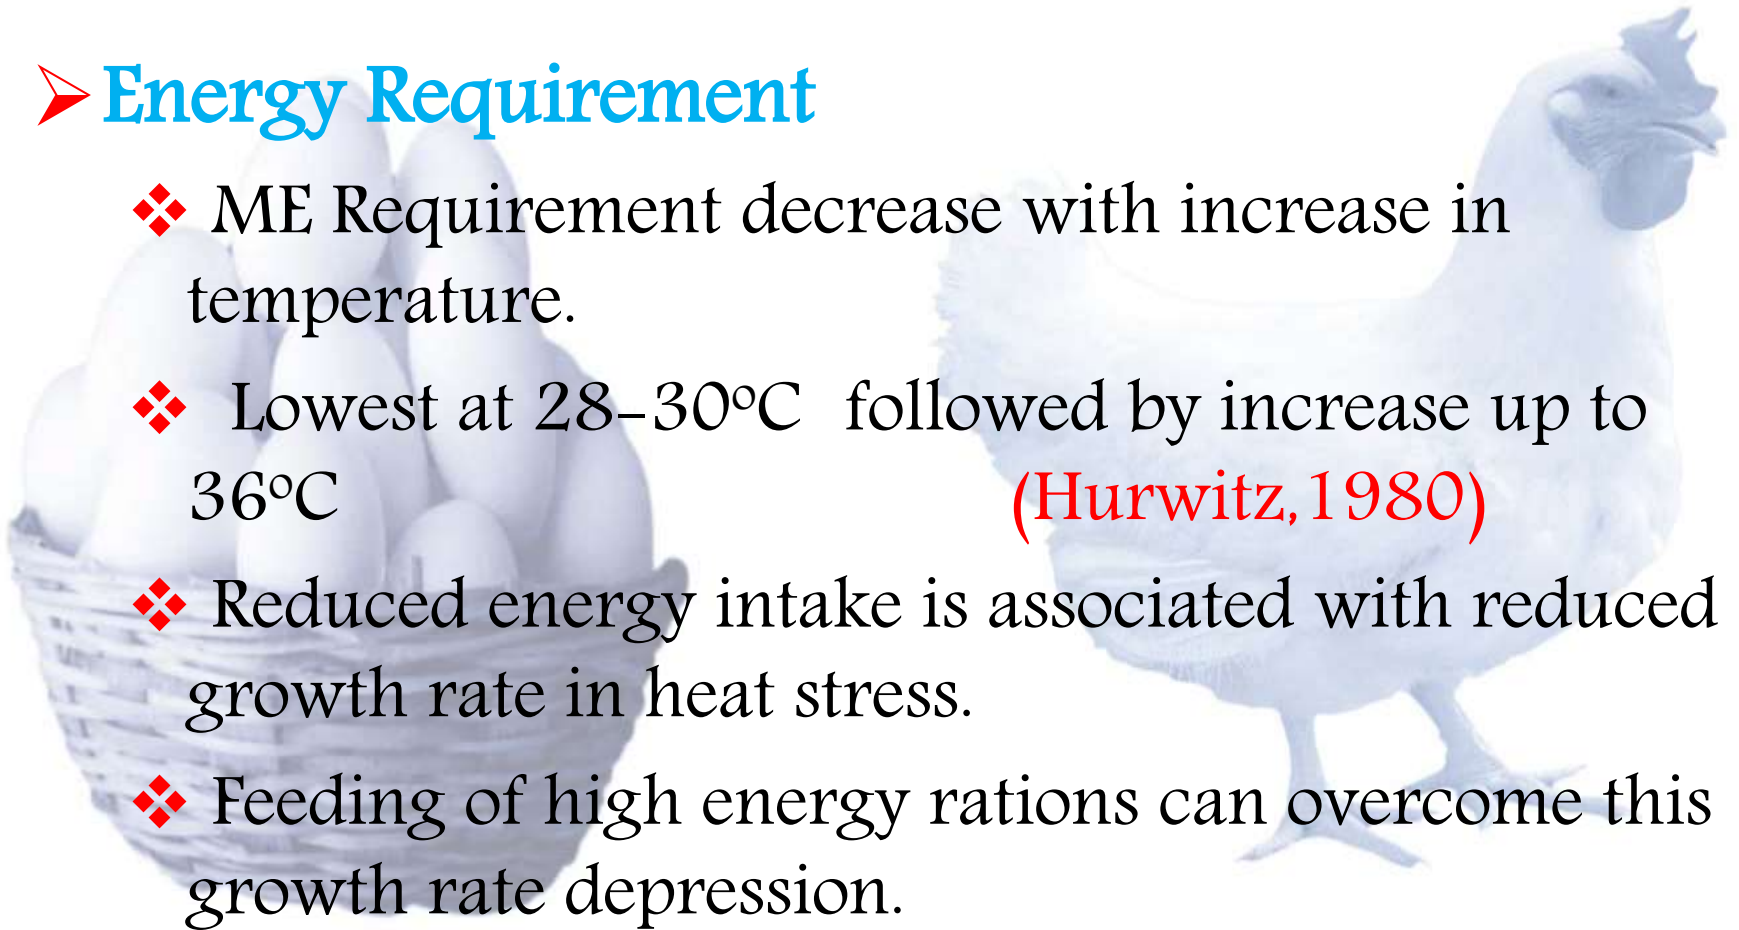 Energy Requirement
ME Requirement decrease with increase in
temperature.
Lowest at 28-30ºC followed by increase up to
36ºC (Hurwitz,1980)
Reduced energy intake is associated with reduced
growth rate in heat stress.
Feeding of high energy rations can overcome this
growth rate depression.